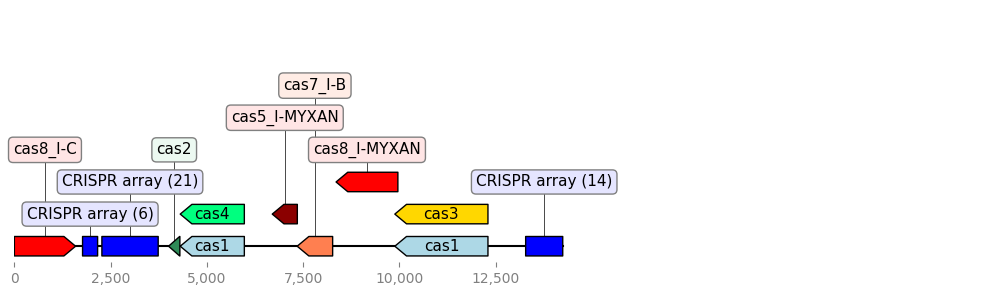 cas7_I-B
cas5_I-MYXAN
cas8_I-C
cas2
cas8_I-MYXAN
CRISPR array (21)
CRISPR array (14)
CRISPR array (6)
cas4
cas3
cas1
cas1
0
2,500
5,000
7,500
10,000
12,500